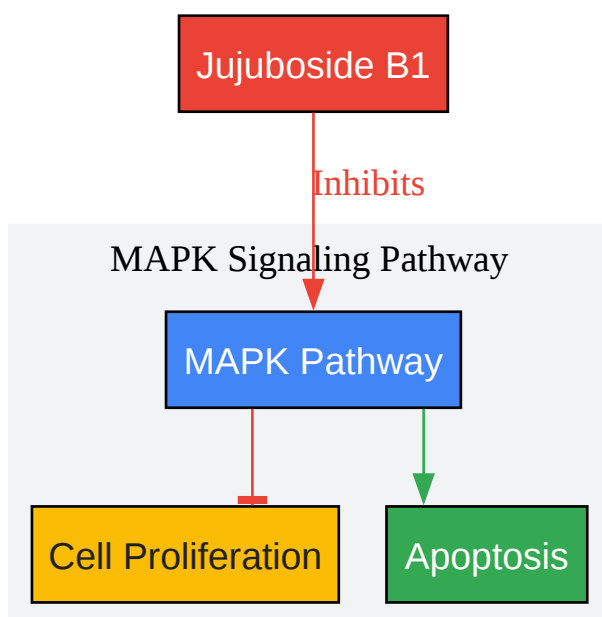 Jujuboside B1
Inhibits
MAPK Signaling Pathway
MAPK Pathway
Cell Proliferation
Apoptosis